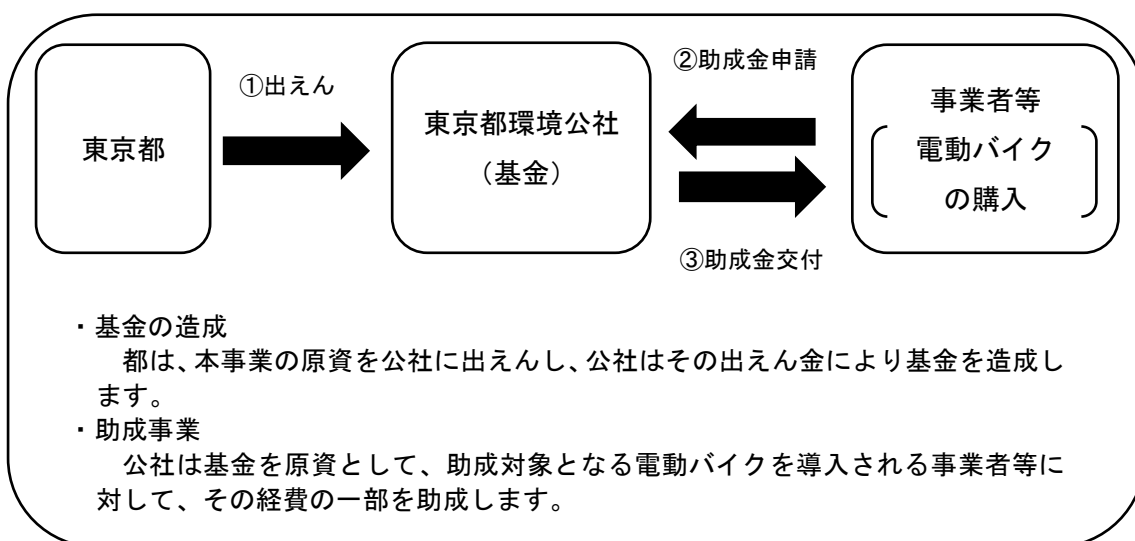 東京都
①出えん
東京都環境公社
（基金）
②助成金申請
③助成金交付
事業者等
電動バイク
の購入
・基金の造成
都は、本事業の原資を公社に出えんし、公社はその出えん金により基金を造成し
ます。
・助成事業
公社は基金を原資として、助成対象となる電動バイクを導入される事業者等に
対して、その経費の一部を助成します。